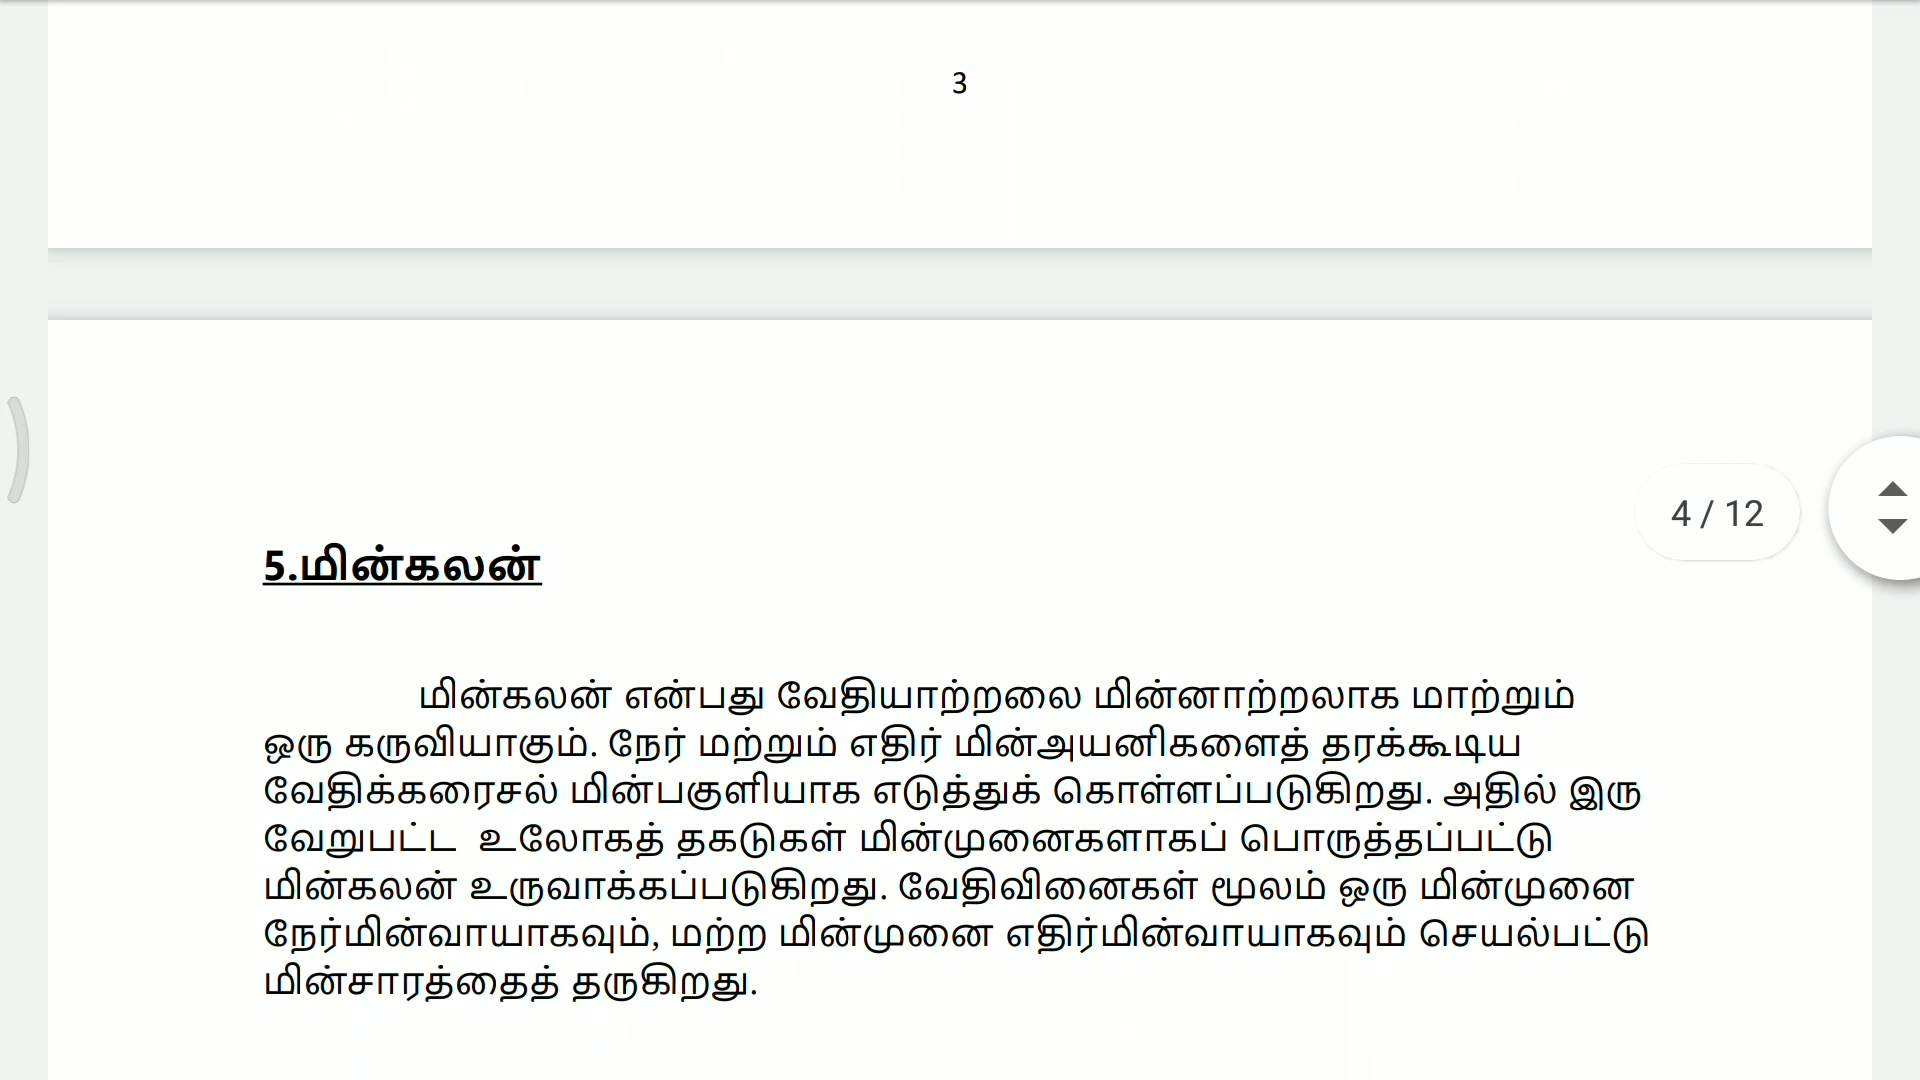 3
4 / 12
5.மின்கலன்
மின்கலன் என்பது வேதியாற்றலை மின்னாற்றலாக மாற்றும்
ஒரு கருவியாகும். நேர் மற்றும் எதிர் மின்அயனிகளைத் தரக்கூடிய
வேதிக்கரைசல் மின்பகுளியாக எடுத்துக் கொள்ளப்படுகிறது. அதில் இரு
வேறுபட்ட உலோகத் தகடுகள் மின்முனைகளாகப் பொருத்தப்பட்டு
மின்கலன் உருவாக்கப்படுகிறது. வேதிவினைகள் மூலம் ஒரு மின்முனை
நேர்மின்வாயாகவும், மற்ற மின்முனை எதிர்மின்வாயாகவும் செயல்பட்டு
மின்சாரத்தைத் தருகிறது.